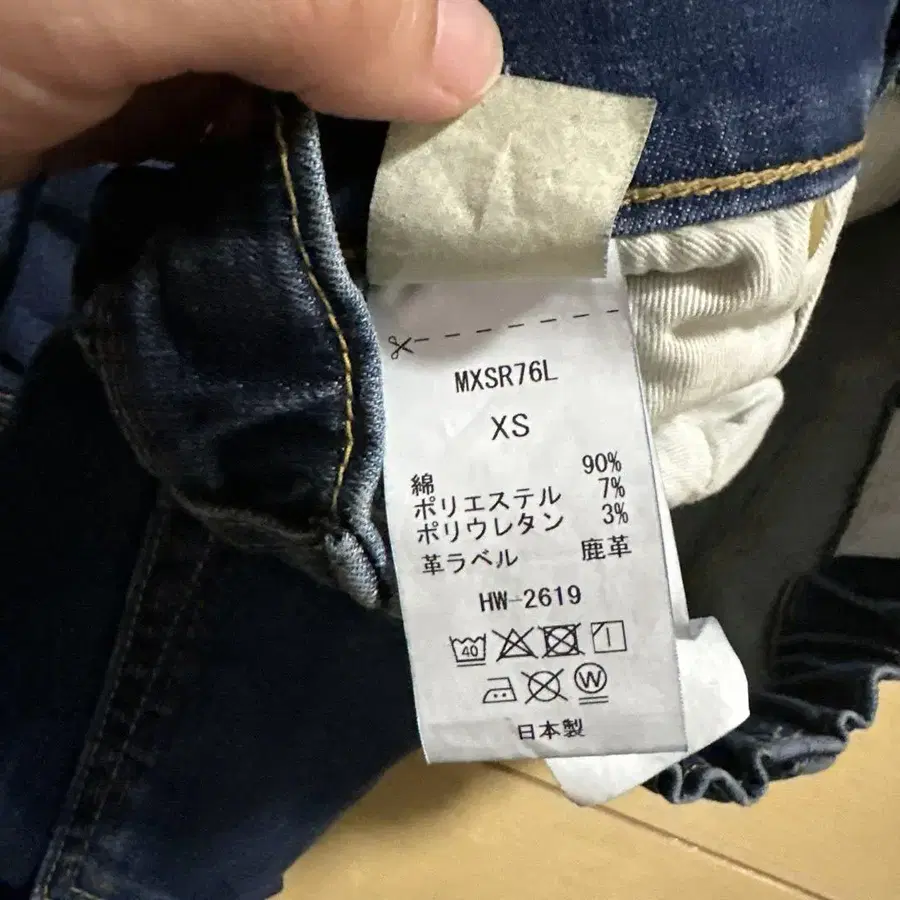 MXSR76L
XS
綿 90%
ポリエステル 7%
ポリウレタン 3%
革ラベル 鹿革
HW-2619
40
W
日本製